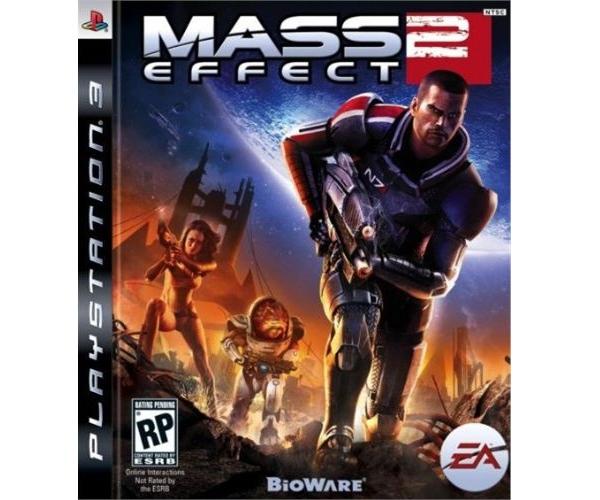 NTSC
MASS 2
EFFECT
PLAYSTATION 3
N7
RATING PENDING
RP
CONTENT RATED BY
ESRB
Online Interactions
Not Rated by
the ESRB
BIOWARE
EA